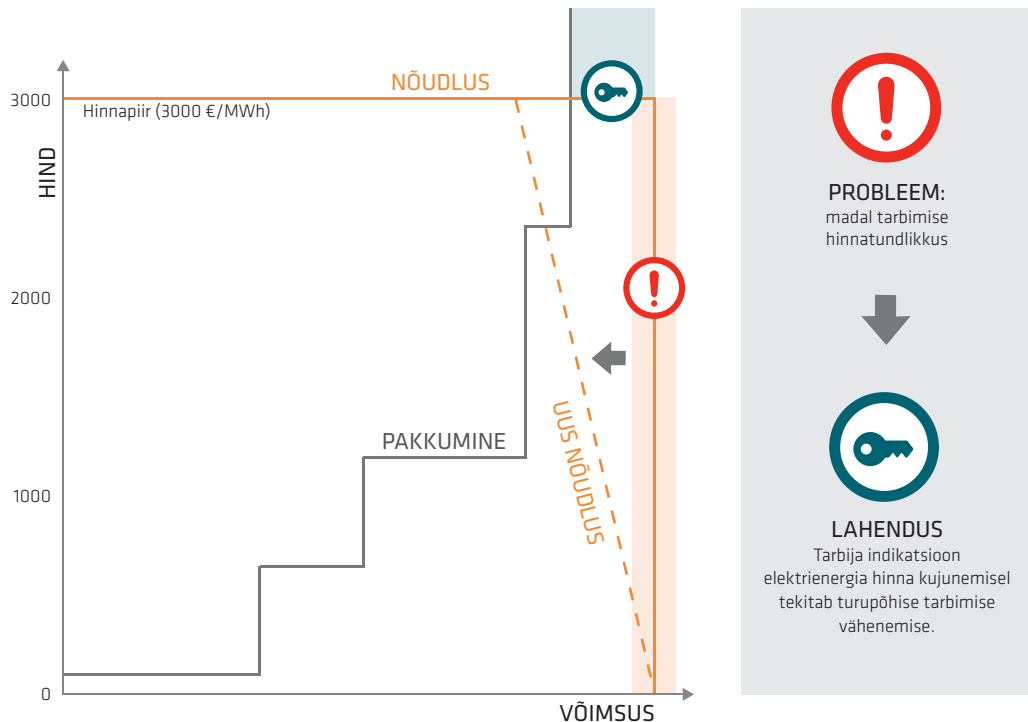 NÕUDLUS
3000
Hinnapiir (3000 €/MWh)
HIND
2000
PAKKUMINE
UUS NÕUDLUS
1000
0
VÕIMSUS
PROBLEEM:
madal tarbimise
hinnatundlikkus
LAHENDUS
Tarbija indikatsioon
elektrienergia hinna kujunemisel
tekitab turupõhise tarbimise
vähenemise.